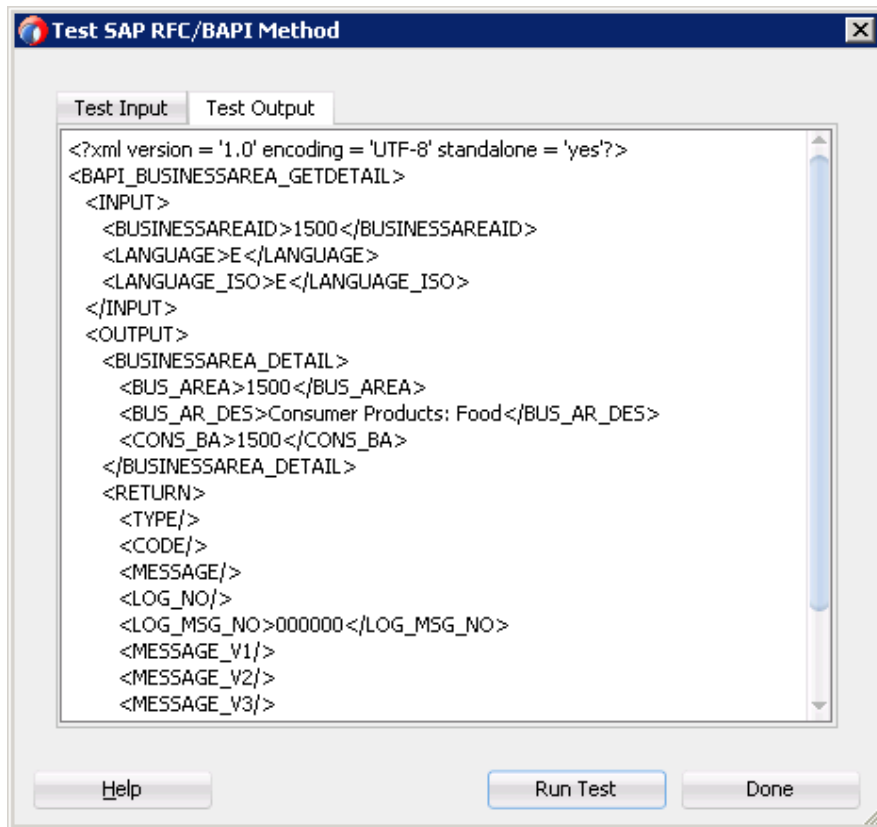 Test SAP RFC/BAPI Method
Test Input Test Output
<?xml version = '1.0' encoding = 'UTF-8' standalone = 'yes'?>
<BAPI_BUSINESSAREA_GETDETAIL>
<INPUT>
<BUSINESSAREAID>1500</BUSINESSAREAID>
<LANGUAGE>E</LANGUAGE>
<LANGUAGE_ISO>E</LANGUAGE_ISO>
</INPUT>
<OUTPUT>
<BUSINESSAREA_DETAIL>
<BUS_AREA>1500</BUS_AREA>
<BUS_AR_DES>Consumer Products: Food</BUS_AR_DES>
<CONS_BA>1500</CONS_BA>
</BUSINESSAREA_DETAIL>
<RETURN>
<TYPE/>
<CODE/>
<MESSAGE/>
<LOG_NO/>
<LOG_MSG_NO>000000</LOG_MSG_NO>
<MESSAGE_V1/>
<MESSAGE_V2/>
<MESSAGE_V3/>
Help Run Test Done